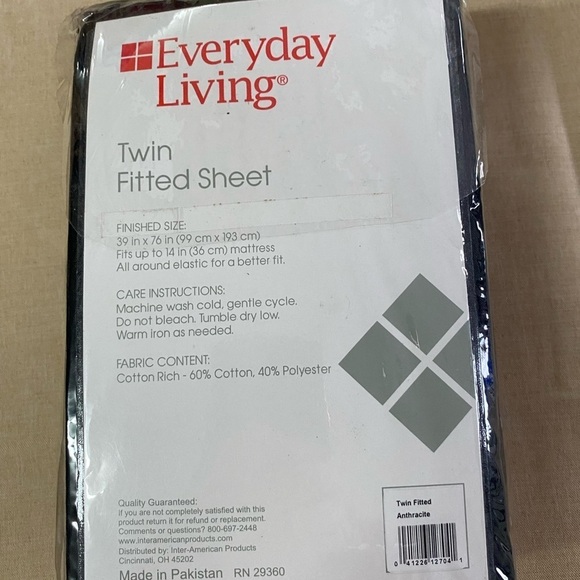 Everyday
Living®
Twin
Fitted Sheet
FINISHED SIZE:
39 in x 76 in (99 cm x 193 cm)
Fits up to 14 in (36 cm) mattress
All around elastic for a better fit.
CARE INSTRUCTIONS:
Machine wash cold, gentle cycle.
Do not bleach. Tumble dry low.
Warm iron as needed.
FABRIC CONTENT:
Cotton Rich - 60% Cotton, 40% Polyester
Quality Guaranteed:
If you are not completely satisfied with this
product return it for refund or replacement.
Comments or questions? 800-697-2448
www.interamericanproducts.com
Distributed by: Inter-American Products
Cincinnati, OH 45202
Made in Pakistan RN 29360
Twin Fitted
Anthracite
0 41226 12704 1